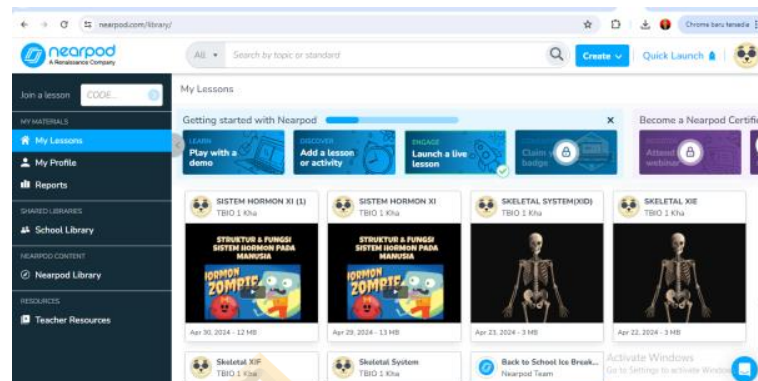 nearpod.com/library/
Chrome baru tersedia
nearpod
A Renaissance Company
All
Search by topic or standard
Create
Quick Launch
Join a lesson
CODE...
My Lessons
MY MATERIALS
My Lessons
My Profile
Reports
SHARED LIBRARIES
School Library
NEARPOD CONTENT
Nearpod Library
RESOURCES
Teacher Resources
Getting started with Nearpod
X
Become a Nearpod Certifie
LEARN
Play with a
demo
DISCOVER
Add a lesson
or activity
ENGAGE
Launch a live
lesson
Claim
badge
Attend
webinar
SISTEM HORMON XI (1)
TBIO 1 Kha
STRUKTUR & FUNGSI
SISTEM HORMON PADA
MANUSIA
HORMON
ZOMBIE
Apr 30, 2024 - 12 MB
SISTEM HORMON XI
TBIO 1 Kha
STRUKTUR & FUNGSI
SISTEM HORMON PADA
MANUSIA
HORMON
ZOMBIE
Apr 29, 2024 - 13 MB
SKELETAL SYSTEM(XID)
TBIO 1 Kha
Apr 23, 2024 - 3 MB
SKELETAL XIE
TBIO 1 Kha
Apr 22, 2024 - 3 MB
Skeletal XIF
TBIO 1 Kha
Skeletal System
TBIO 1 Kha
Back to School Ice Break...
Nearpod Team
Activate Windows
Go to Settings to activate Windows